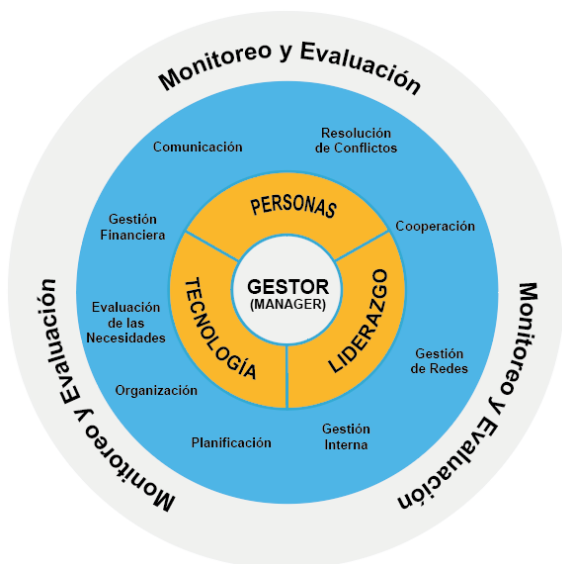 Monitoreo y Evaluación
Comunicación
Resolución
de Conflictos
Cooperación
Gestión
de Redes
Gestión
Interna
Planificación
Organización
Evaluación
de las
Necesidades
Gestión
Financiera
PERSONAS
LIDERAZGO
TECNOLOGÍA
GESTOR
(MANAGER)
Monitoreo y Evaluación
Monitoreo y Evaluación